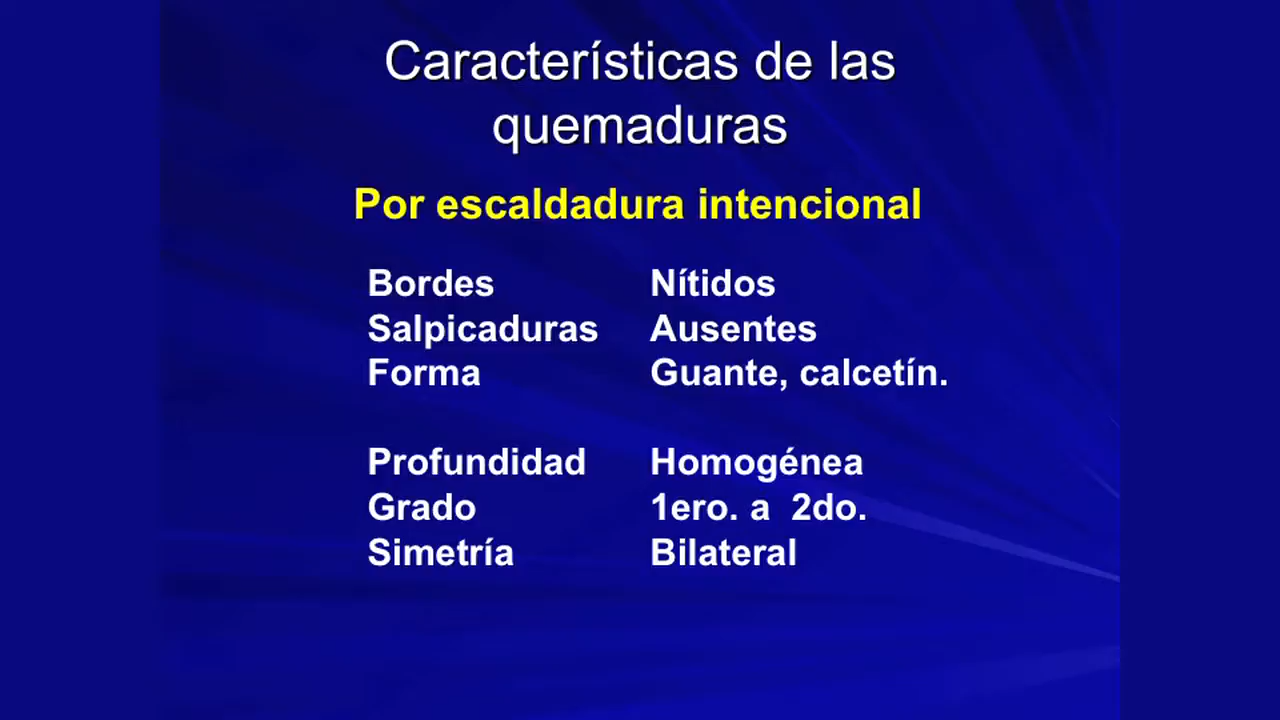 Características de las
quemaduras
Por escaldadura intencional
Bordes Nítidos
Salpicaduras Ausentes
Forma Guante, calcetín.
Profundidad Homogénea
Grado 1ero. a 2do.
Simetría Bilateral